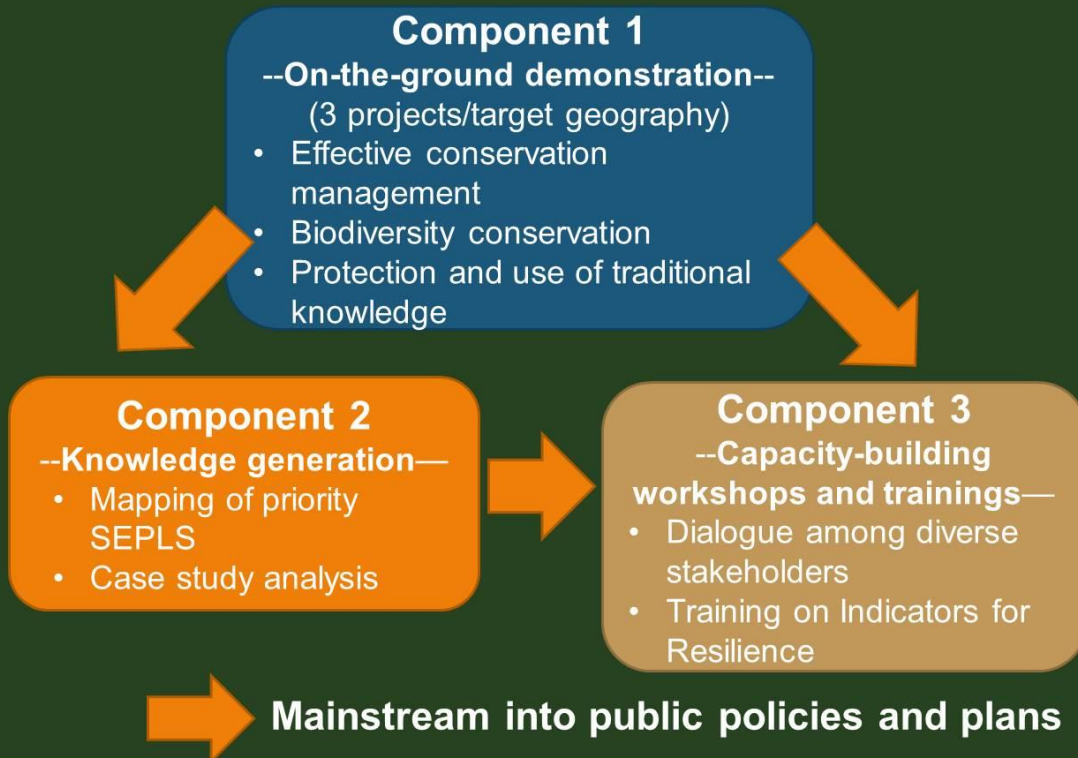 Component 1
--On-the-ground demonstration--
(3 projects/target geography)
• Effective conservation
management
• Biodiversity conservation
• Protection and use of traditional
knowledge
Component 2
--Knowledge generation—
• Mapping of priority
SEPLS
• Case study analysis
Component 3
--Capacity-building
workshops and trainings—
• Dialogue among diverse
stakeholders
• Training on Indicators for
Resilience
Mainstream into public policies and plans